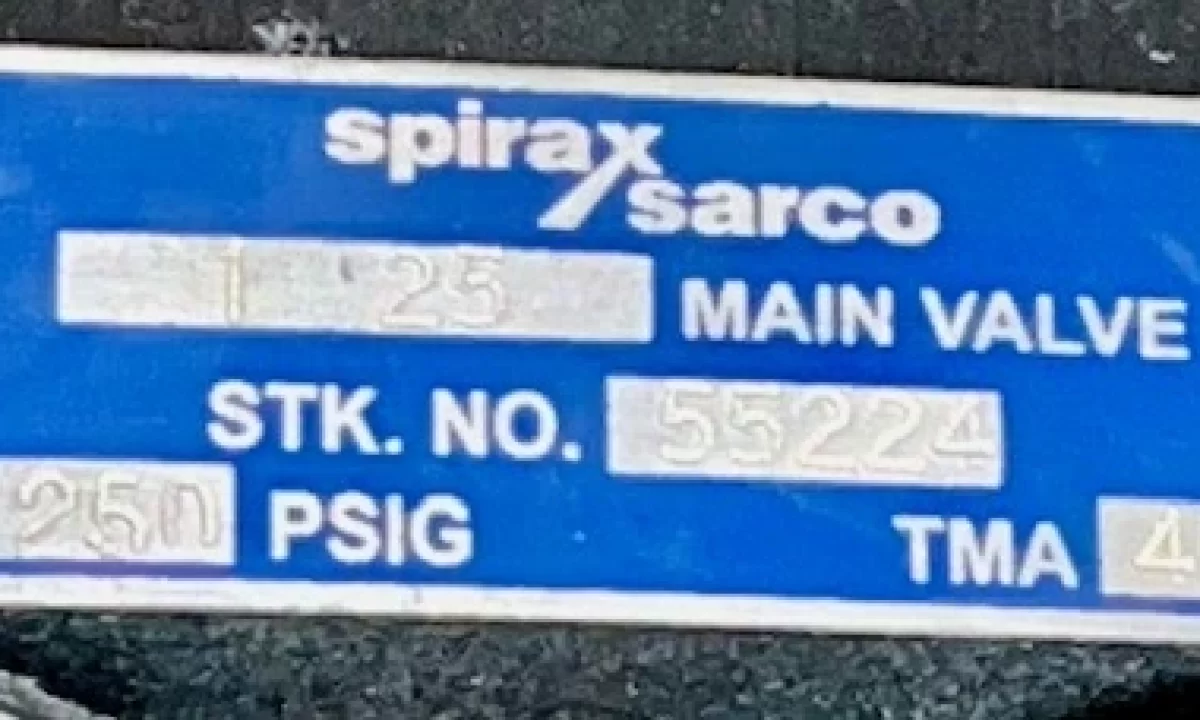 spirax
sarco
1 25 MAIN VALVE
STK. NO. 55224
250 PSIG TMA 4